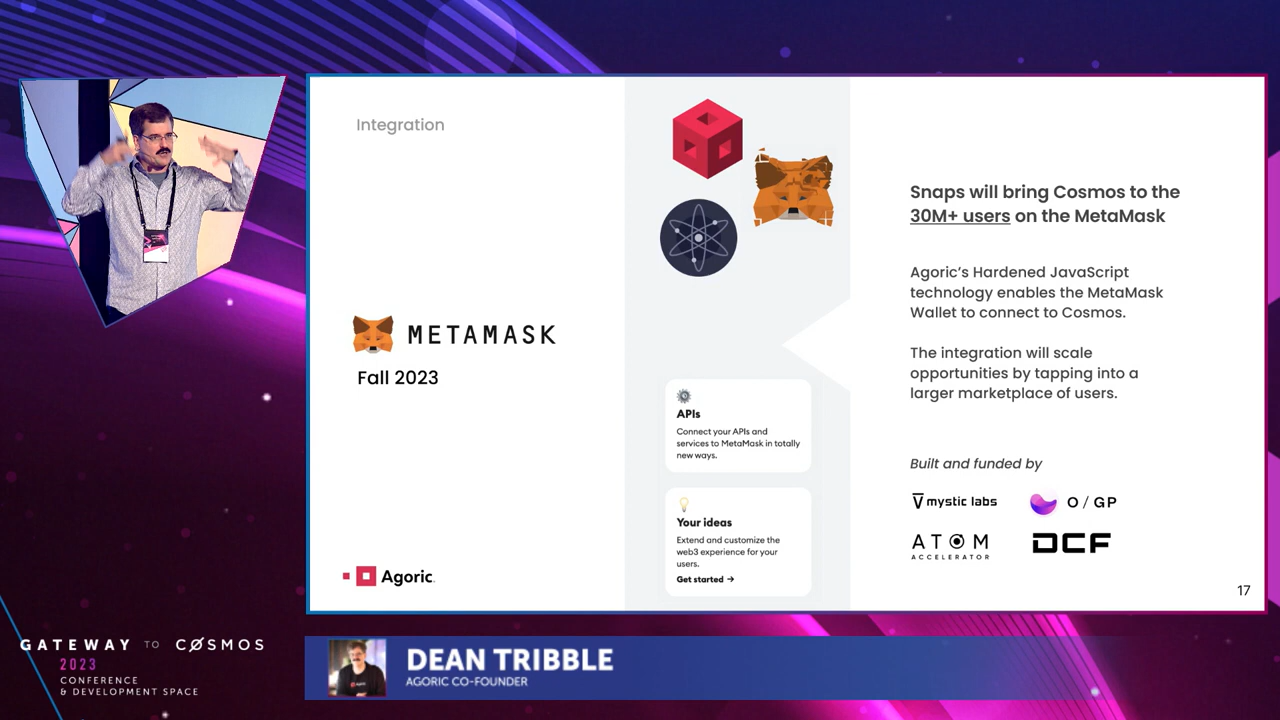 Integration
METAMASK
Fall 2023
Agoric
APIs
Connect your APIs and
services to MetaMask in totally
new ways.
Your ideas
Extend and customize the
web3 experience for your
users.
Get started →
Snaps will bring Cosmos to the
30M+ users on the MetaMask
Agoric’s Hardened JavaScript
technology enables the MetaMask
Wallet to connect to Cosmos.
The integration will scale
opportunities by tapping into a
larger marketplace of users.
Built and funded by
mystic labs
O / GP
ATOM
ACCELERATOR
DCF
17
GATEWAY TO COSMOS
2023
CONFERENCE
& DEVELOPMENT SPACE
DEAN TRIBBLE
AGORIC CO-FOUNDER